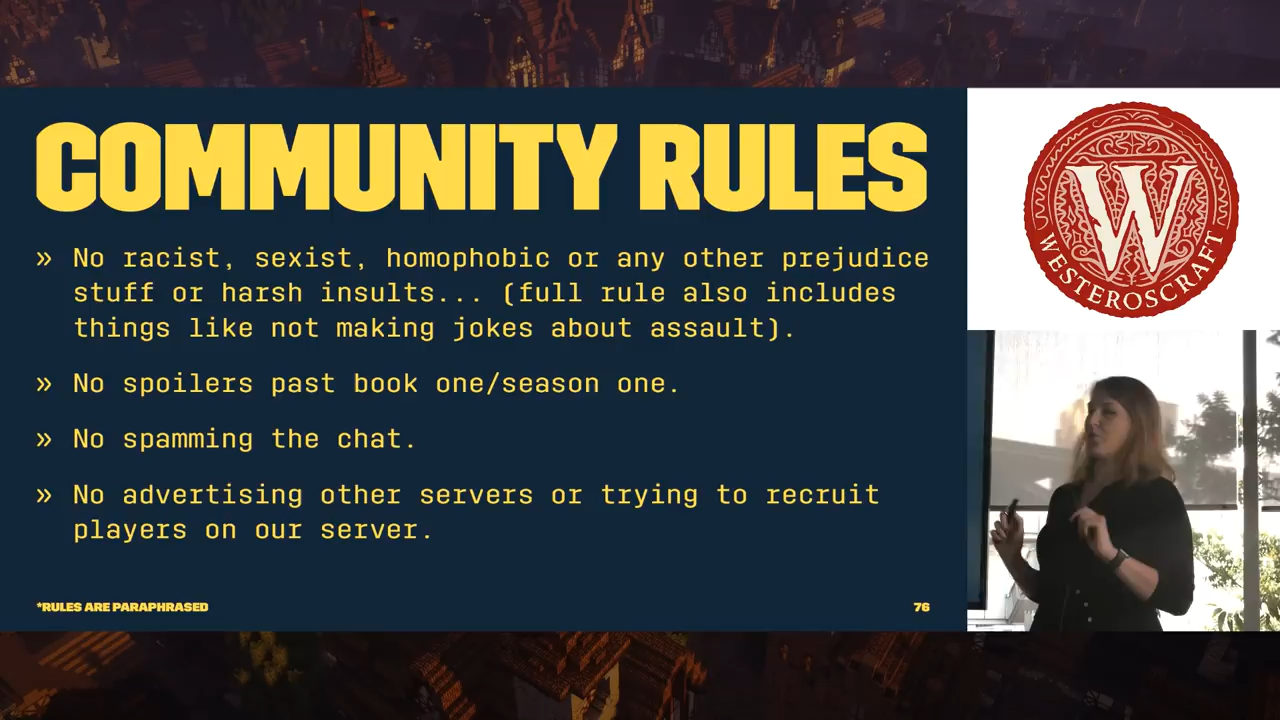 COMMUNITY RULES
» No racist, sexist, homophobic or any other prejudice
stuff or harsh insults... (full rule also includes
things like not making jokes about assault).
» No spoilers past book one/season one.
» No spamming the chat.
» No advertising other servers or trying to recruit
players on our server.
*RULES ARE PARAPHRASED
76
W
WESTEROSCRAFT